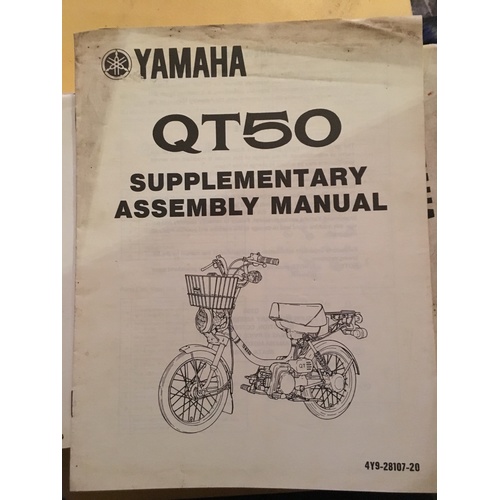 YAMAHA
QT50
SUPPLEMENTARY
ASSEMBLY MANUAL
4Y9-28107-20